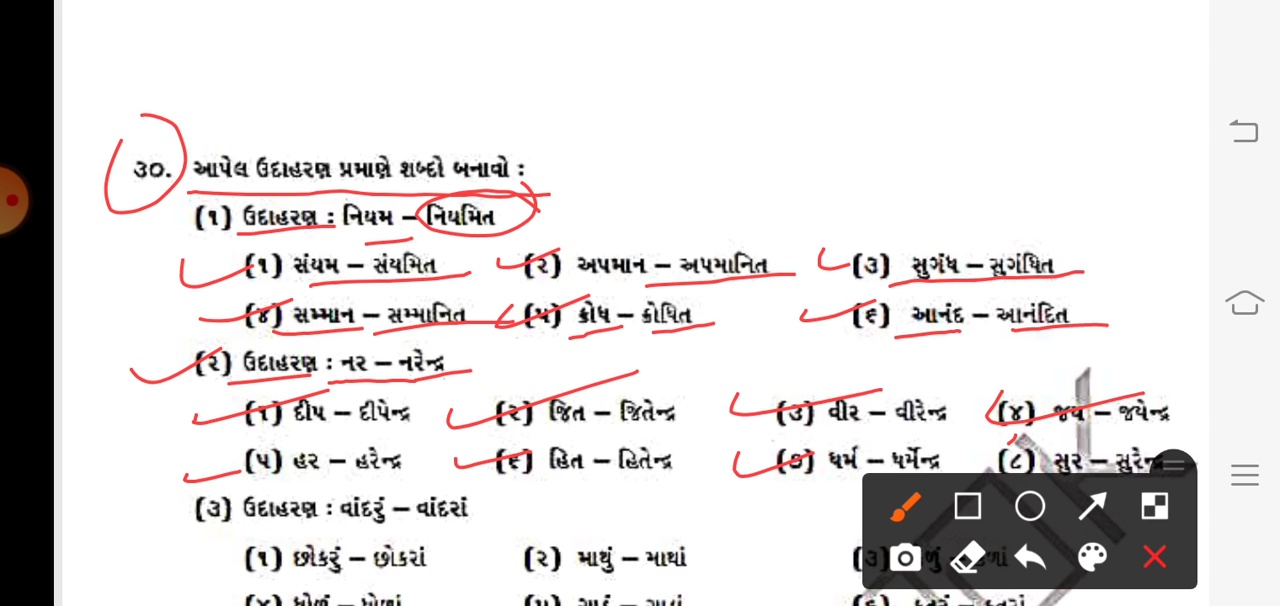 ૩૦. આપેલ ઉદાહરણ પ્રમાણે શબ્દો બનાવો :
(૧) ઉદાહરણ : નિયમ – નિયમિત
(૧) સંયમ – સંયમિત (૨) અપમાન – અપમાનિત (૩) સુગંધ – સુગંધિત
(૪) સમ્માન – સમ્માનિત (૫) ક્રોધ – ક્રોધિત (૬) આનંદ – આનંદિત
(૨) ઉદાહરણ : નર – નરેન્દ્ર
(૧) દીપ – દીપેન્દ્ર (૨) જિત – જિતેન્દ્ર (૩) વીર – વીરેન્દ્ર (૪) જય – જયેન્દ્ર
(૫) હર – હરેન્દ્ર (૬) હિત – હિતેન્દ્ર (૭) ધર્મ – ધર્મેન્દ્ર (૮) સુર – સુરેન્દ્ર
(૩) ઉદાહરણ : વાંદરું – વાંદરાં
(૧) છોકરું – છોકરાં (૨) માથું – માથાં (૩)